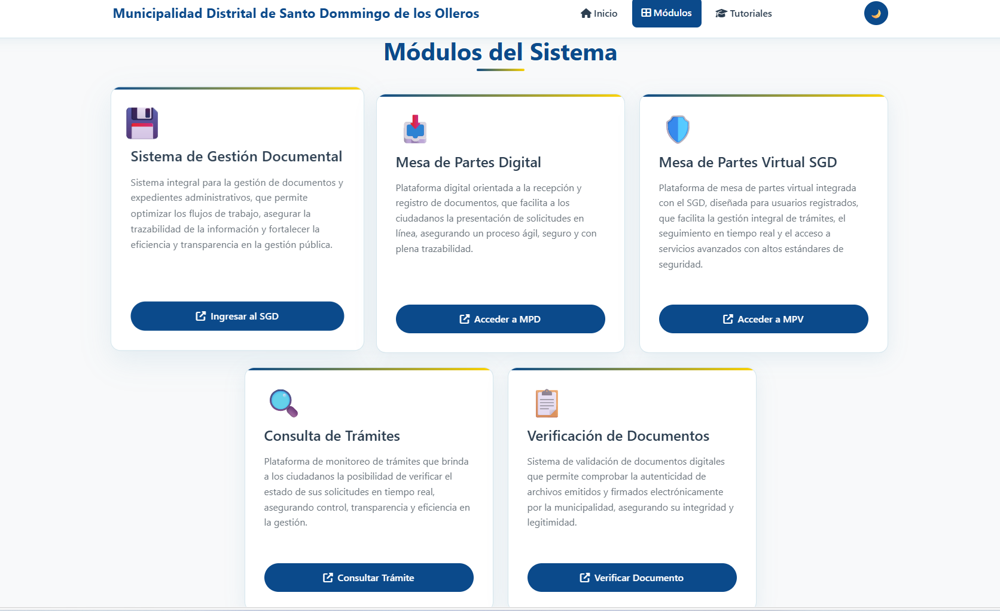 Municipalidad Distrital de Santo Dommingo de los Olleros
Inicio
Módulos
Tutoriales
Módulos del Sistema
Sistema de Gestión Documental
Sistema integral para la gestión de documentos y
expedientes administrativos, que permite
optimizar los flujos de trabajo, asegurar la
trazabilidad de la información y fortalecer la
eficiencia y transparencia en la gestión pública.
Ingresar al SGD
Mesa de Partes Digital
Plataforma digital orientada a la recepción y
registro de documentos, que facilita a los
ciudadanos la presentación de solicitudes en
línea, asegurando un proceso ágil, seguro y con
plena trazabilidad.
Acceder a MPD
Mesa de Partes Virtual SGD
Plataforma de mesa de partes virtual integrada
con el SGD, diseñada para usuarios registrados,
que facilita la gestión integral de trámites, el
seguimiento en tiempo real y el acceso a
servicios avanzados con altos estándares de
seguridad.
Acceder a MPV
Consulta de Trámites
Plataforma de monitoreo de trámites que brinda
a los ciudadanos la posibilidad de verificar el
estado de sus solicitudes en tiempo real,
asegurando control, transparencia y eficiencia en
la gestión.
Consultar Trámite
Verificación de Documentos
Sistema de validación de documentos digitales
que permite comprobar la autenticidad de
archivos emitidos y firmados electrónicamente
por la municipalidad, asegurando su integridad y
legitimidad.
Verificar Documento